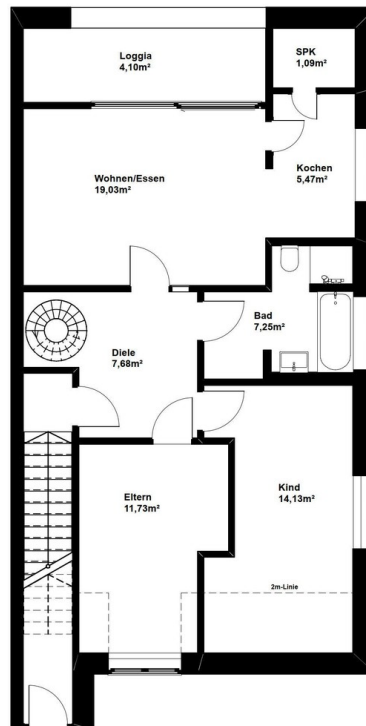 Loggia
4,10m²
SPK
1,09m²
Wohnen/Essen
19,03m²
Kochen
5,47m²
Bad
7,25m²
Diele
7,68m²
Eltern
11,73m²
Kind
14,13m²
2m-Linie